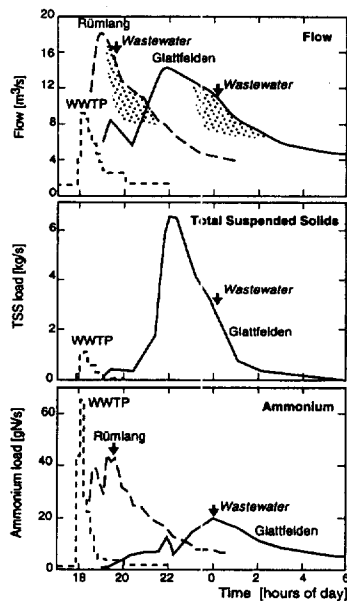 Rümlang
Wastewater
Flow
Glattfelden
16
WWTP
Wastewater
12
8
4
0
Flow [m³/s]
Total Suspended Solids
6
Wastewater
4
Glattfelden
2
WWTP
0
TSS load [kg/s]
WWTP
Ammonium
60
Rümlang
40
Wastewater
20
Glattfelden
0
Ammonium load [gN/s]
18 20 22 0 2 4 6
Time [hours of day]